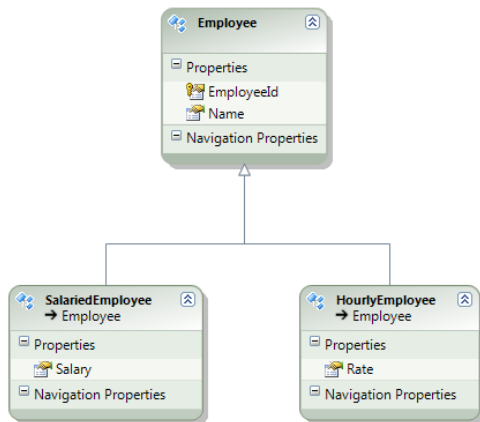 Employee
Properties
EmployeeId
Name
Navigation Properties
SalariedEmployee
→ Employee
Properties
Salary
Navigation Properties
HourlyEmployee
→ Employee
Properties
Rate
Navigation Properties